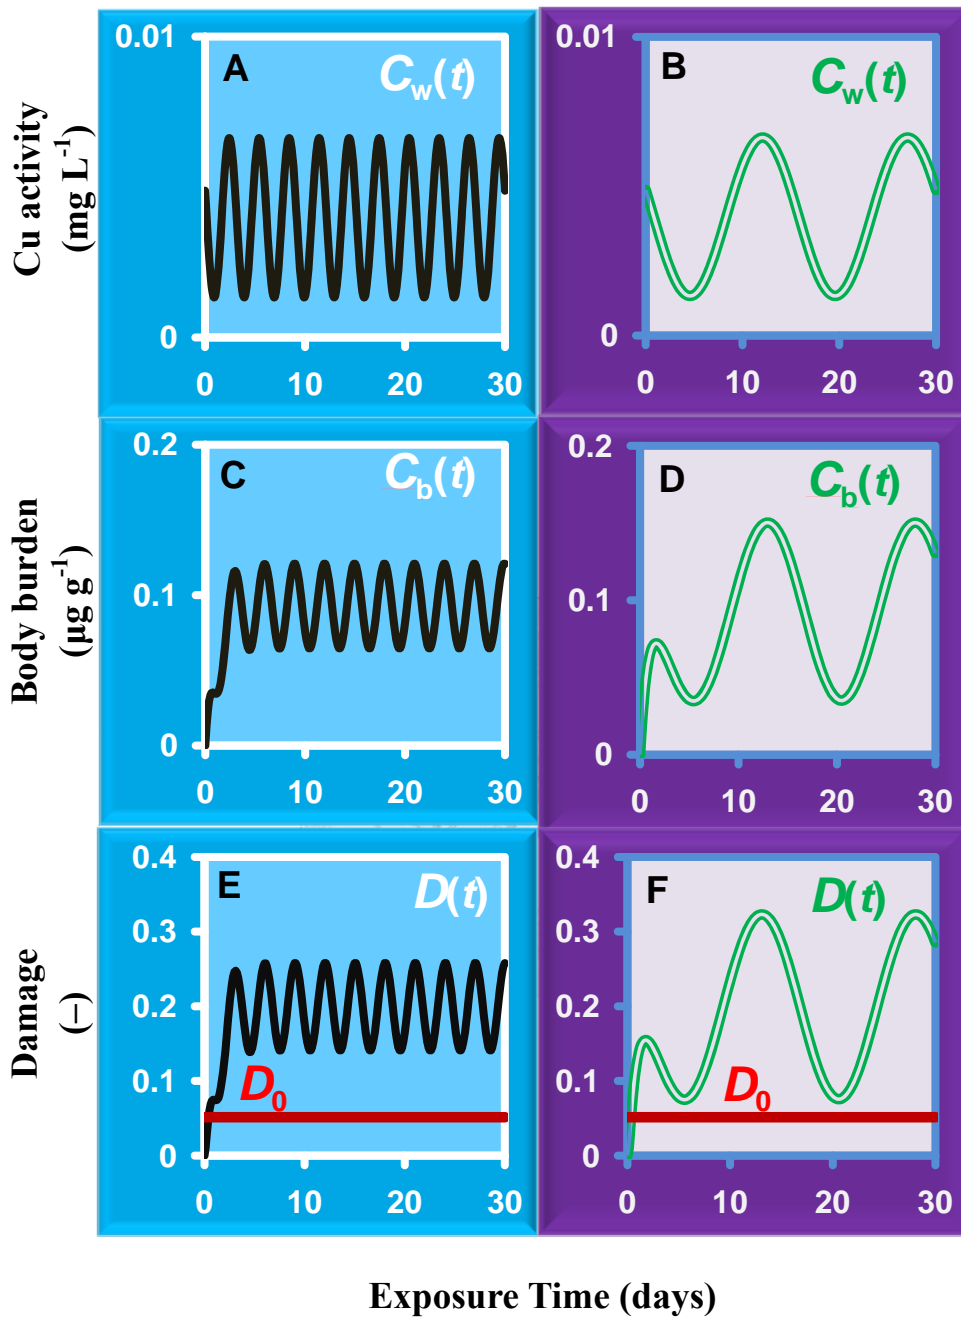 Cu activity
(mg L-1)
0.01
0
A
Cw(t)
0 10 20 30
0.01
0
B
Cw(t)
0 10 20 30
Body burden
(μg g-1)
0.2
0.1
0
C
Cb(t)
0 10 20 30
0.2
0.1
0
D
Cb(t)
0 10 20 30
Damage
(–)
0.4
0.3
0.2
0.1
0
E
D(t)
D0
0 10 20 30
0.4
0.3
0.2
0.1
0
F
D(t)
D0
0 10 20 30
Exposure Time (days)